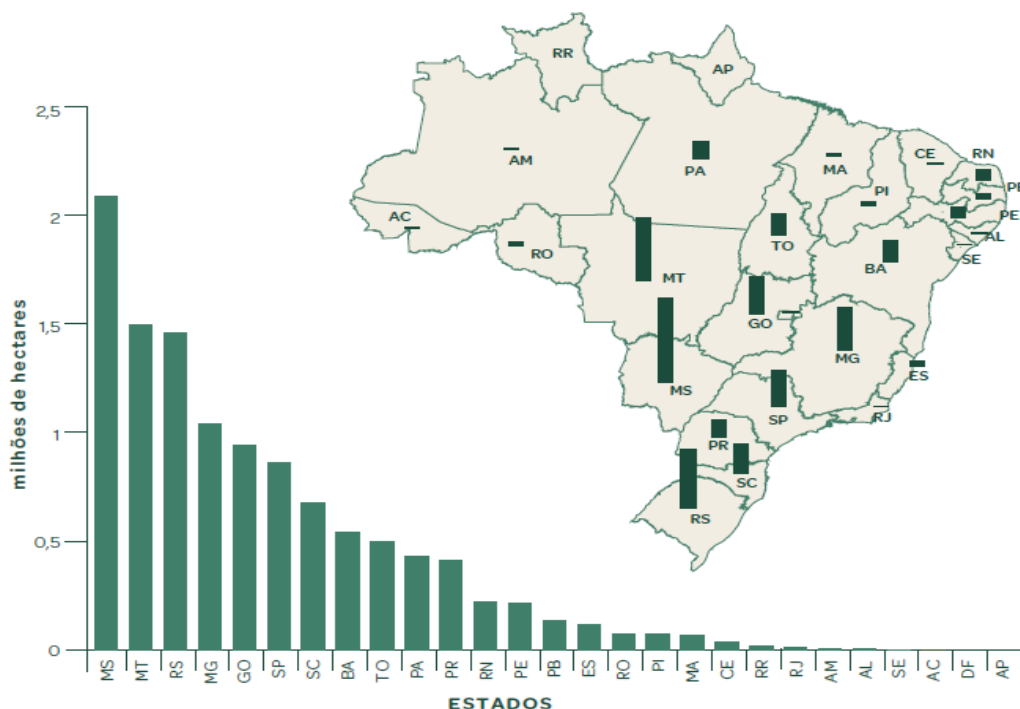 RR
AP
AM
PA
MA
CE
RN
PI
PE
AL
SE
AC
RO
TO
BA
MT
GO
MG
ES
MS
SP
RJ
PR
SC
RS
milhões de hectares
2,5
2
1,5
1
0,5
0
MS MT RS MG GO SP SC BA TO PA PR RN PE PB ES RO PI MA CE RR RJ AM AL SE AC DF AP
ESTADOS